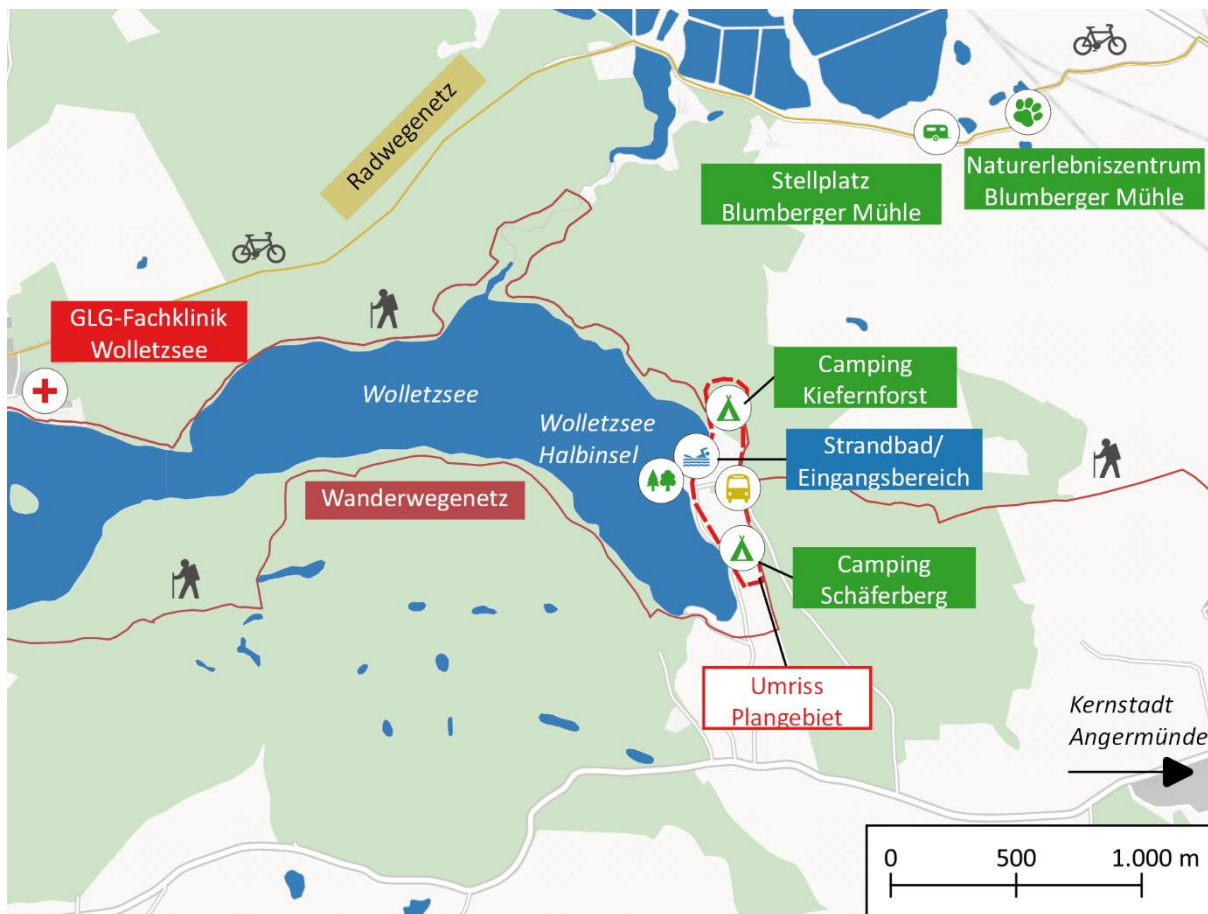 Radwegenetz
Stellplatz
Blumberger Mühle
Naturerlebniszentrum
Blumberger Mühle
GLG-Fachklinik
Wolletzsee
Wolletzsee
Wolletzsee
Halbinsel
Camping
Kiefernforst
Strandbad/
Eingangsbereich
Wanderwegenetz
Camping
Schäferberg
Umriss
Plangebiet
Kernstadt
Angermünde
0 500 1.000 m